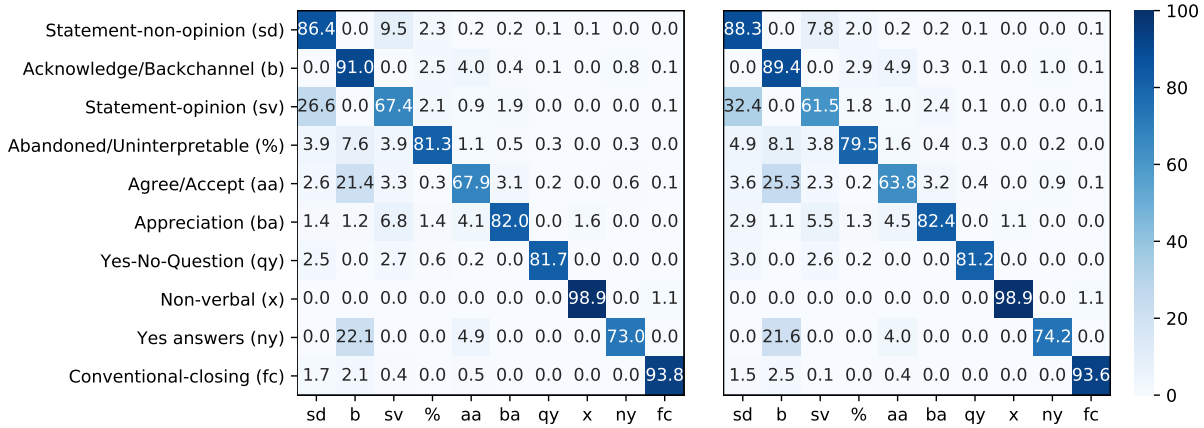 Statement-non-opinion (sd) 86.4 0.0 9.5 2.3 0.2 0.2 0.1 0.1 0.0 0.0 88.3 0.0 7.8 2.0 0.2 0.2 0.1 0.0 0.0 0.1 100
Acknowledge/Backchannel (b) 0.0 91.0 0.0 2.5 4.0 0.4 0.1 0.0 0.8 0.1 0.0 89.4 0.0 2.9 4.9 0.3 0.1 0.0 1.0 0.1 80
Statement-opinion (sv) 26.6 0.0 67.4 2.1 0.9 1.9 0.0 0.0 0.0 0.1 32.4 0.0 61.5 1.8 1.0 2.4 0.1 0.0 0.0 0.1
Abandoned/Uninterpretable (%) 3.9 7.6 3.9 81.3 1.1 0.5 0.3 0.0 0.3 0.0 4.9 8.1 3.8 79.5 1.6 0.4 0.3 0.0 0.2 0.0 60
Agree/Accept (aa) 2.6 21.4 3.3 0.3 67.9 3.1 0.2 0.0 0.6 0.1 3.6 25.3 2.3 0.2 63.8 3.2 0.4 0.0 0.9 0.1
Appreciation (ba) 1.4 1.2 6.8 1.4 4.1 82.0 0.0 1.6 0.0 0.0 2.9 1.1 5.5 1.3 4.5 82.4 0.0 1.1 0.0 0.0 40
Yes-No-Question (qy) 2.5 0.0 2.7 0.6 0.2 0.0 81.7 0.0 0.0 0.0 3.0 0.0 2.6 0.2 0.0 0.0 81.2 0.0 0.0 0.0
Non-verbal (x) 0.0 0.0 0.0 0.0 0.0 0.0 0.0 98.9 0.0 1.1 0.0 0.0 0.0 0.0 0.0 0.0 0.0 98.9 0.0 1.1 20
Yes answers (ny) 0.0 22.1 0.0 0.0 4.9 0.0 0.0 0.0 73.0 0.0 0.0 21.6 0.0 0.0 4.0 0.0 0.0 0.0 74.2 0.0
Conventional-closing (fc) 1.7 2.1 0.4 0.0 0.5 0.0 0.0 0.0 0.0 93.8 1.5 2.5 0.1 0.0 0.4 0.0 0.0 0.0 0.0 93.6 0
sd b sv % aa ba qy x ny fc sd b sv % aa ba qy x ny fc